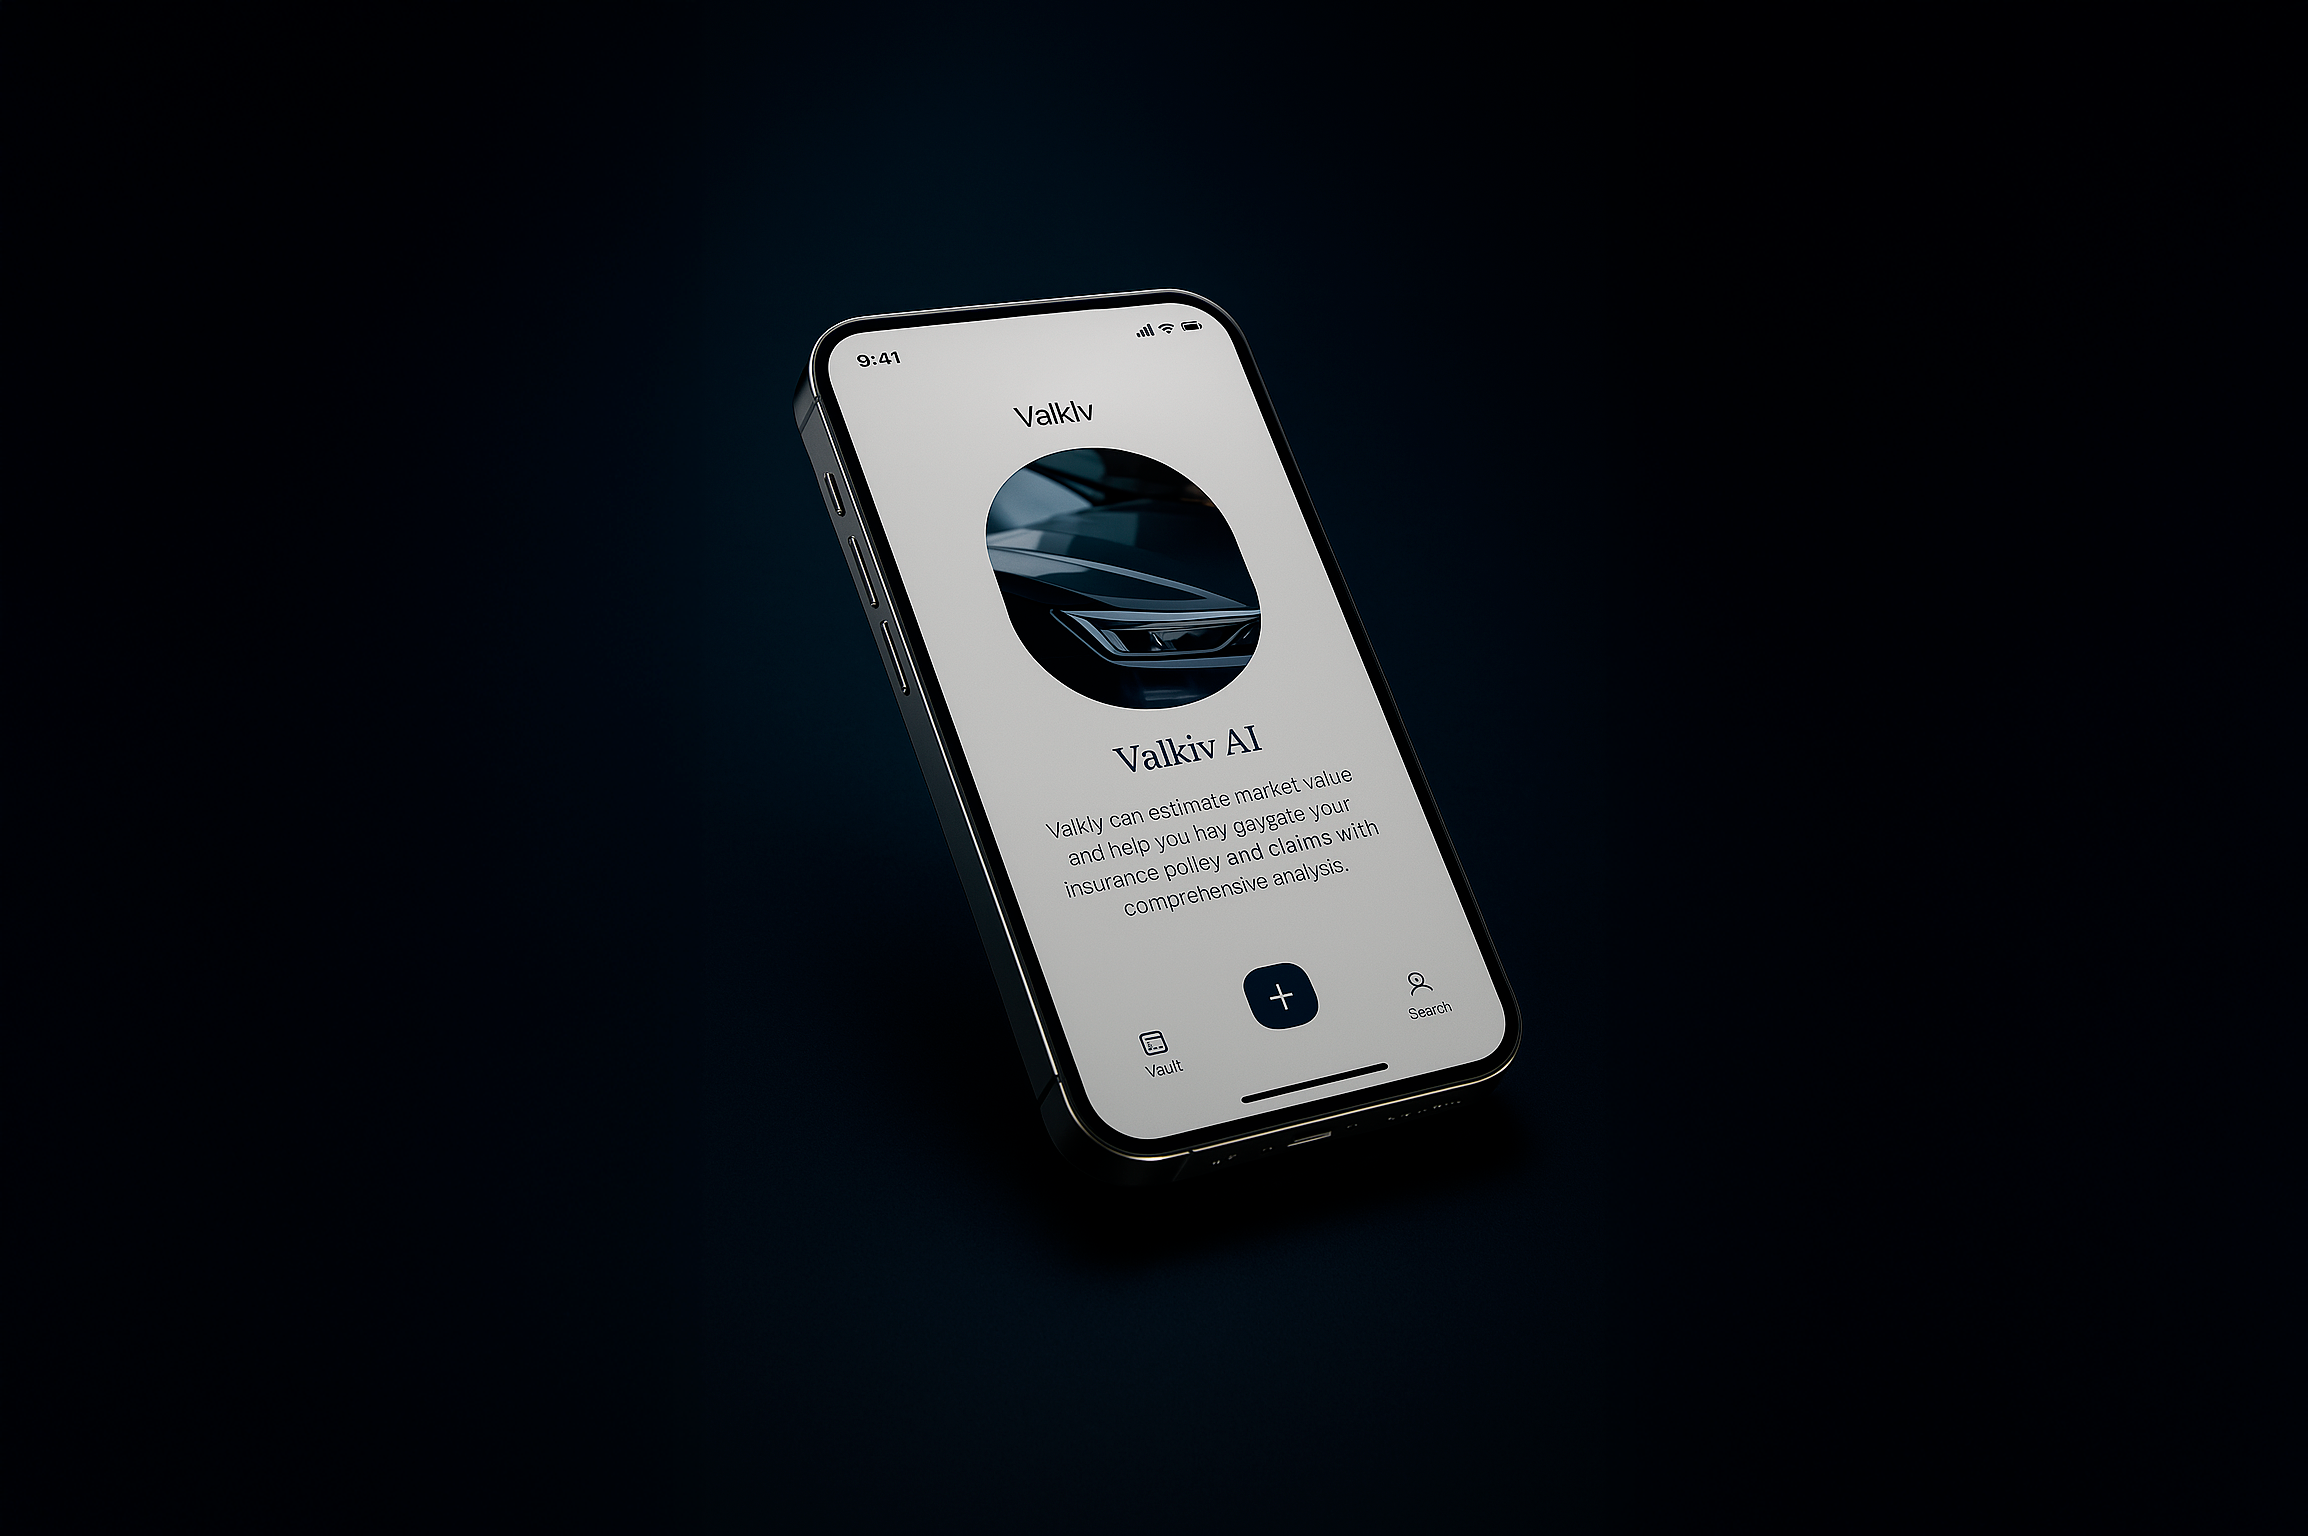 9:41
Valklv
Valkiv AI
Valkly can estimate market value
and help you hay gaygate your
insurance polley and claims with
comprehensive analysis.
Vault
Search